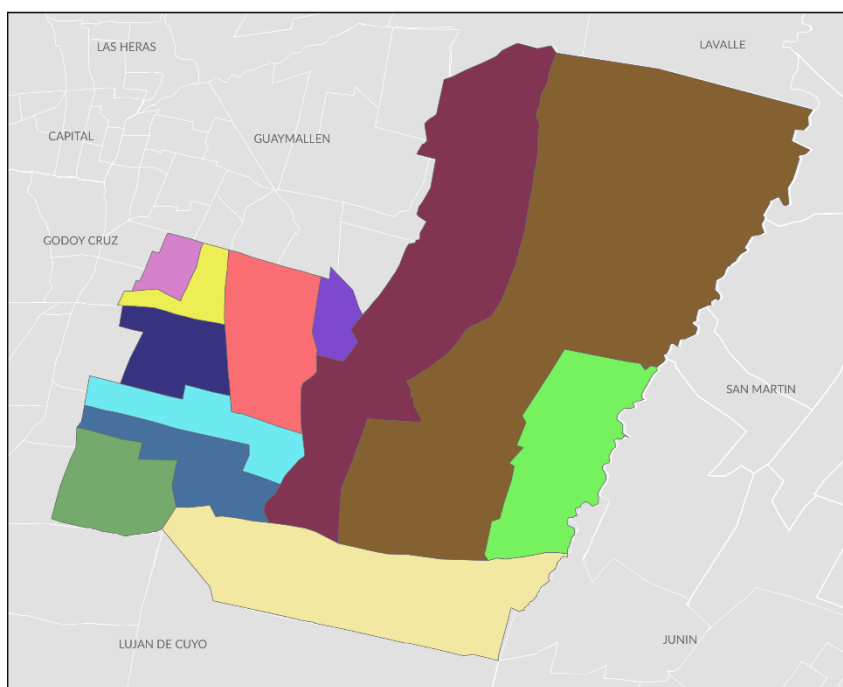 LAS HERAS
LAVALLE
CAPITAL
GUAYMALLEN
GODOY CRUZ
SAN MARTIN
LUJAN DE CUYO
JUNIN